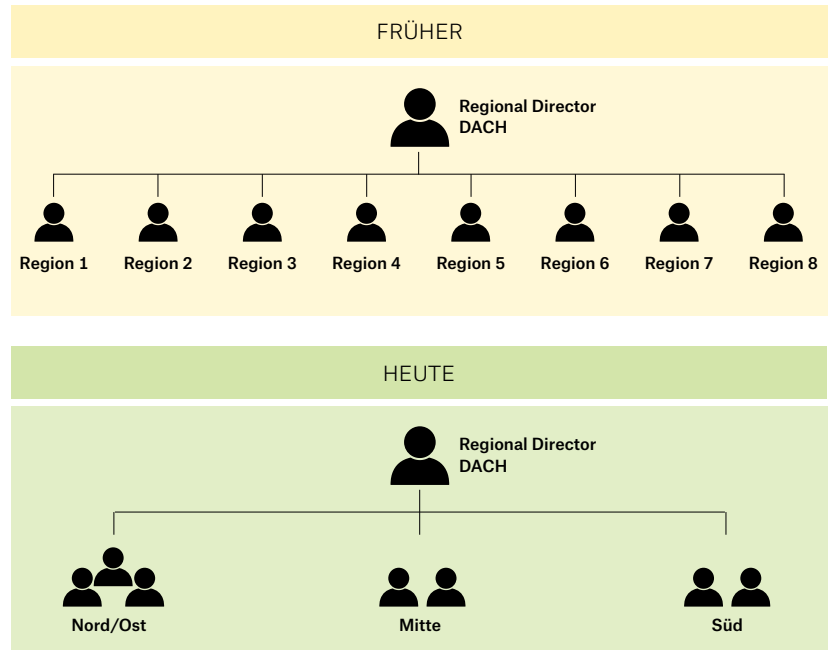 FRÜHER
Regional Director
DACH
Region 1 Region 2 Region 3 Region 4 Region 5 Region 6 Region 7 Region 8
HEUTE
Regional Director
DACH
Nord/Ost Mitte Süd